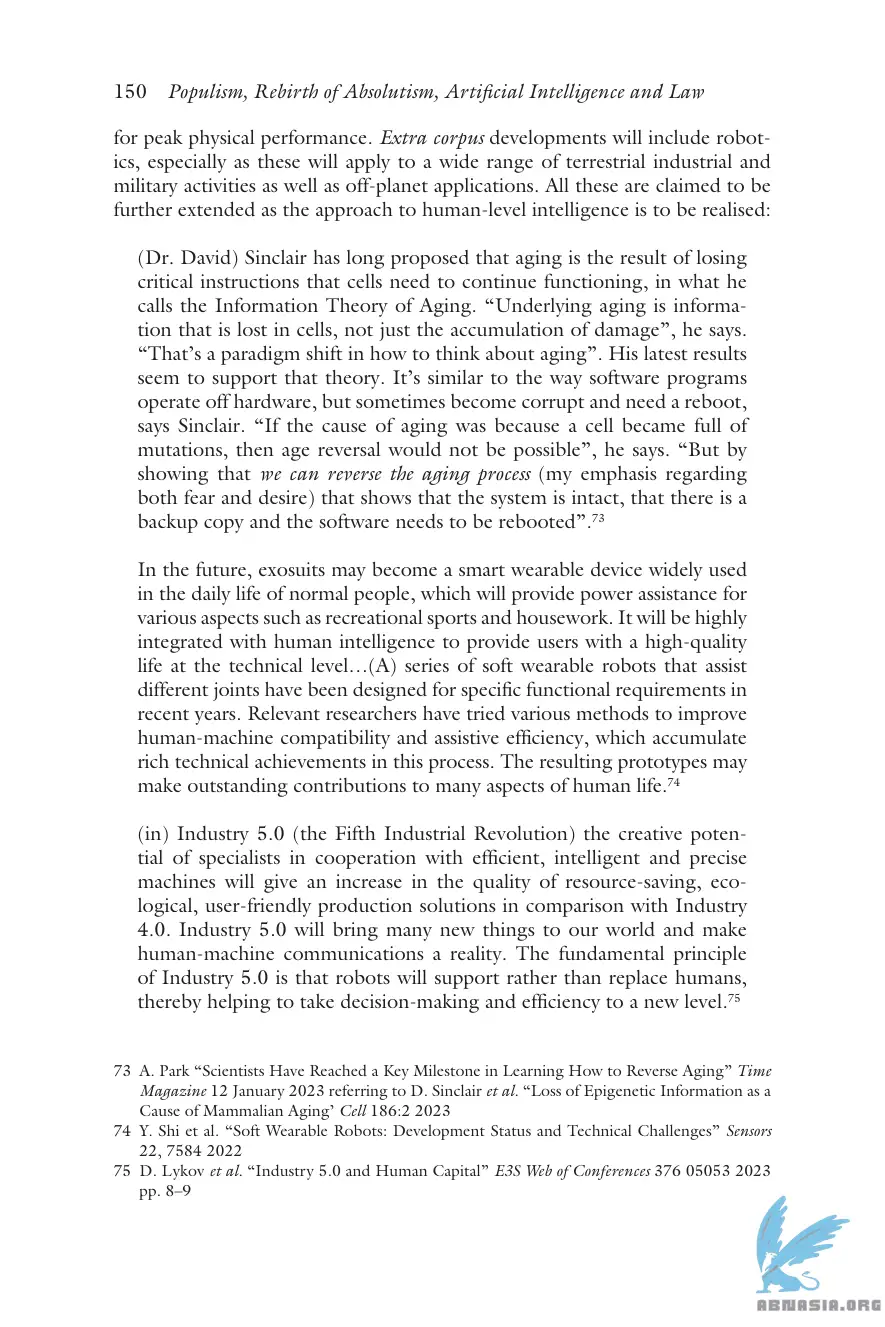 150 Populism, Rebirth of Absolutism, Artificial Intelligence and Law
for peak physical performance. Extra corpus developments will include robot-
ics, especially as these will apply to a wide range of terrestrial industrial and
military activities as well as off-planet applications. All these are claimed to be
further extended as the approach to human-level intelligence is to be realised:
(Dr. David) Sinclair has long proposed that aging is the result of losing
critical instructions that cells need to continue functioning, in what he
calls the Information Theory of Aging. “Underlying aging is informa-
tion that is lost in cells, not just the accumulation of damage”, he says.
“That’s a paradigm shift in how to think about aging”. His latest results
seem to support that theory. It’s similar to the way software programs
operate off hardware, but sometimes become corrupt and need a reboot,
says Sinclair. “If the cause of aging was because a cell became full of
mutations, then age reversal would not be possible”, he says. “But by
showing that we can reverse the aging process (my emphasis regarding
both fear and desire) that shows that the system is intact, that there is a
backup copy and the software needs to be rebooted”.73
In the future, exosuits may become a smart wearable device widely used
in the daily life of normal people, which will provide power assistance for
various aspects such as recreational sports and housework. It will be highly
integrated with human intelligence to provide users with a high-quality
life at the technical level…(A) series of soft wearable robots that assist
different joints have been designed for specific functional requirements in
recent years. Relevant researchers have tried various methods to improve
human-machine compatibility and assistive efficiency, which accumulate
rich technical achievements in this process. The resulting prototypes may
make outstanding contributions to many aspects of human life.74
(in) Industry 5.0 (the Fifth Industrial Revolution) the creative poten-
tial of specialists in cooperation with efficient, intelligent and precise
machines will give an increase in the quality of resource-saving, eco-
logical, user-friendly production solutions in comparison with Industry
4.0. Industry 5.0 will bring many new things to our world and make
human-machine communications a reality. The fundamental principle
of Industry 5.0 is that robots will support rather than replace humans,
thereby helping to take decision-making and efficiency to a new level.75
73 A. Park “Scientists Have Reached a Key Milestone in Learning How to Reverse Aging” Time
Magazine 12 January 2023 referring to D. Sinclair et al. “Loss of Epigenetic Information as a
Cause of Mammalian Aging’ Cell 186:2 2023
74 Y. Shi et al. “Soft Wearable Robots: Development Status and Technical Challenges” Sensors
22, 7584 2022
75 D. Lykov et al. “Industry 5.0 and Human Capital” E3S Web of Conferences 376 05053 2023
pp. 8–9
ABNASIA.ORG